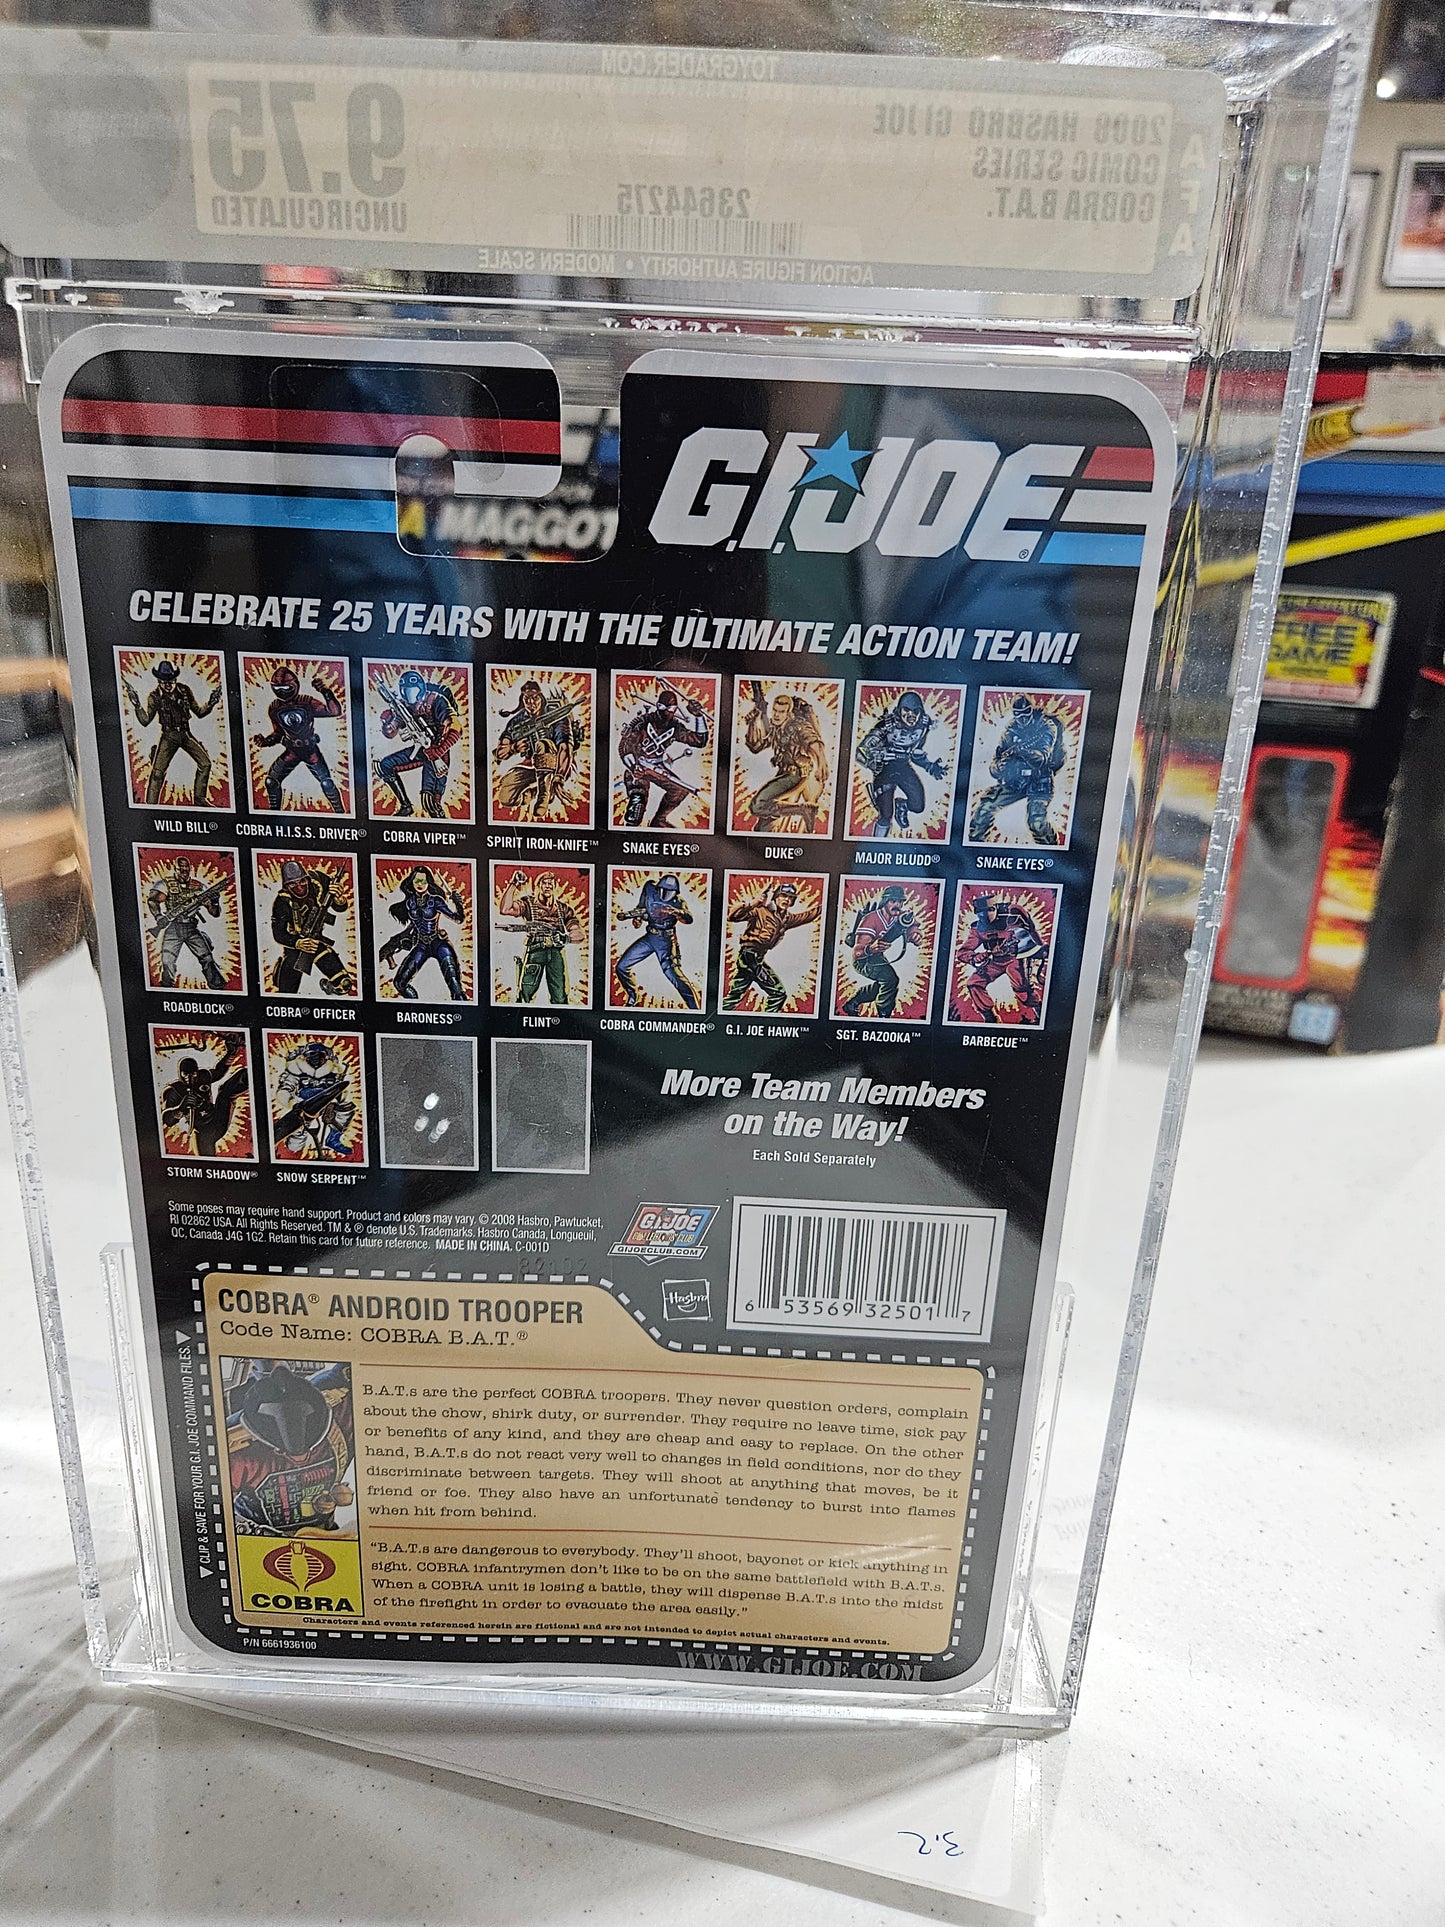 TOYGRADER.COM
2008 HASBRO GI JOE
COMIC SERIES
COBRA B.A.T.
AFA
23644275
9.75
UNCIRCULATED
ACTION FIGURE AUTHORITY • MODERN SCALE
A MAGGOT
G.I.JOE®
CELEBRATE 25 YEARS WITH THE ULTIMATE ACTION TEAM!
WILD BILL® COBRA H.I.S.S. DRIVER® COBRA VIPER™ SPIRIT IRON-KNIFE™ SNAKE EYES® DUKE® MAJOR BLUDD® SNAKE EYES®
ROADBLOCK® COBRA® OFFICER BARONESS® FLINT® COBRA COMMANDER® G.I. JOE HAWK™ SGT. BAZOOKA™ BARBECUE™
STORM SHADOW® SNOW SERPENT™
More Team Members
on the Way!
Each Sold Separately
Some poses may require hand support. Product and colors may vary. © 2008 Hasbro, Pawtucket,
RI 02862 USA. All Rights Reserved. TM & ® denote U.S. Trademarks. Hasbro Canada, Longueuil,
QC, Canada J4G 1G2. Retain this card for future reference. MADE IN CHINA. C-001D
G.I.JOE
COLLECTORS' CLUB
GIJOECLUB.COM
Hasbro
6 53569 32501 7
COBRA® ANDROID TROOPER
Code Name: COBRA B.A.T.®
▼ CLIP & SAVE FOR YOUR G.I. JOE COMMAND FILES. ▼
B.A.T.s are the perfect COBRA troopers. They never question orders, complain
about the chow, shirk duty, or surrender. They require no leave time, sick pay
or benefits of any kind, and they are cheap and easy to replace. On the other
hand, B.A.T.s do not react very well to changes in field conditions, nor do they
discriminate between targets. They will shoot at anything that moves, be it
friend or foe. They also have an unfortunate tendency to burst into flames
when hit from behind.
"B.A.T.s are dangerous to everybody. They'll shoot, bayonet or kick anything in
sight. COBRA infantrymen don't like to be on the same battlefield with B.A.T.s.
When a COBRA unit is losing a battle, they will dispense B.A.T.s into the midst
of the firefight in order to evacuate the area easily."
COBRA
Characters and events referenced herein are fictional and are not intended to depict actual characters and events.
P/N 6661936100
WWW.GIJOE.COM
FREE
GAME